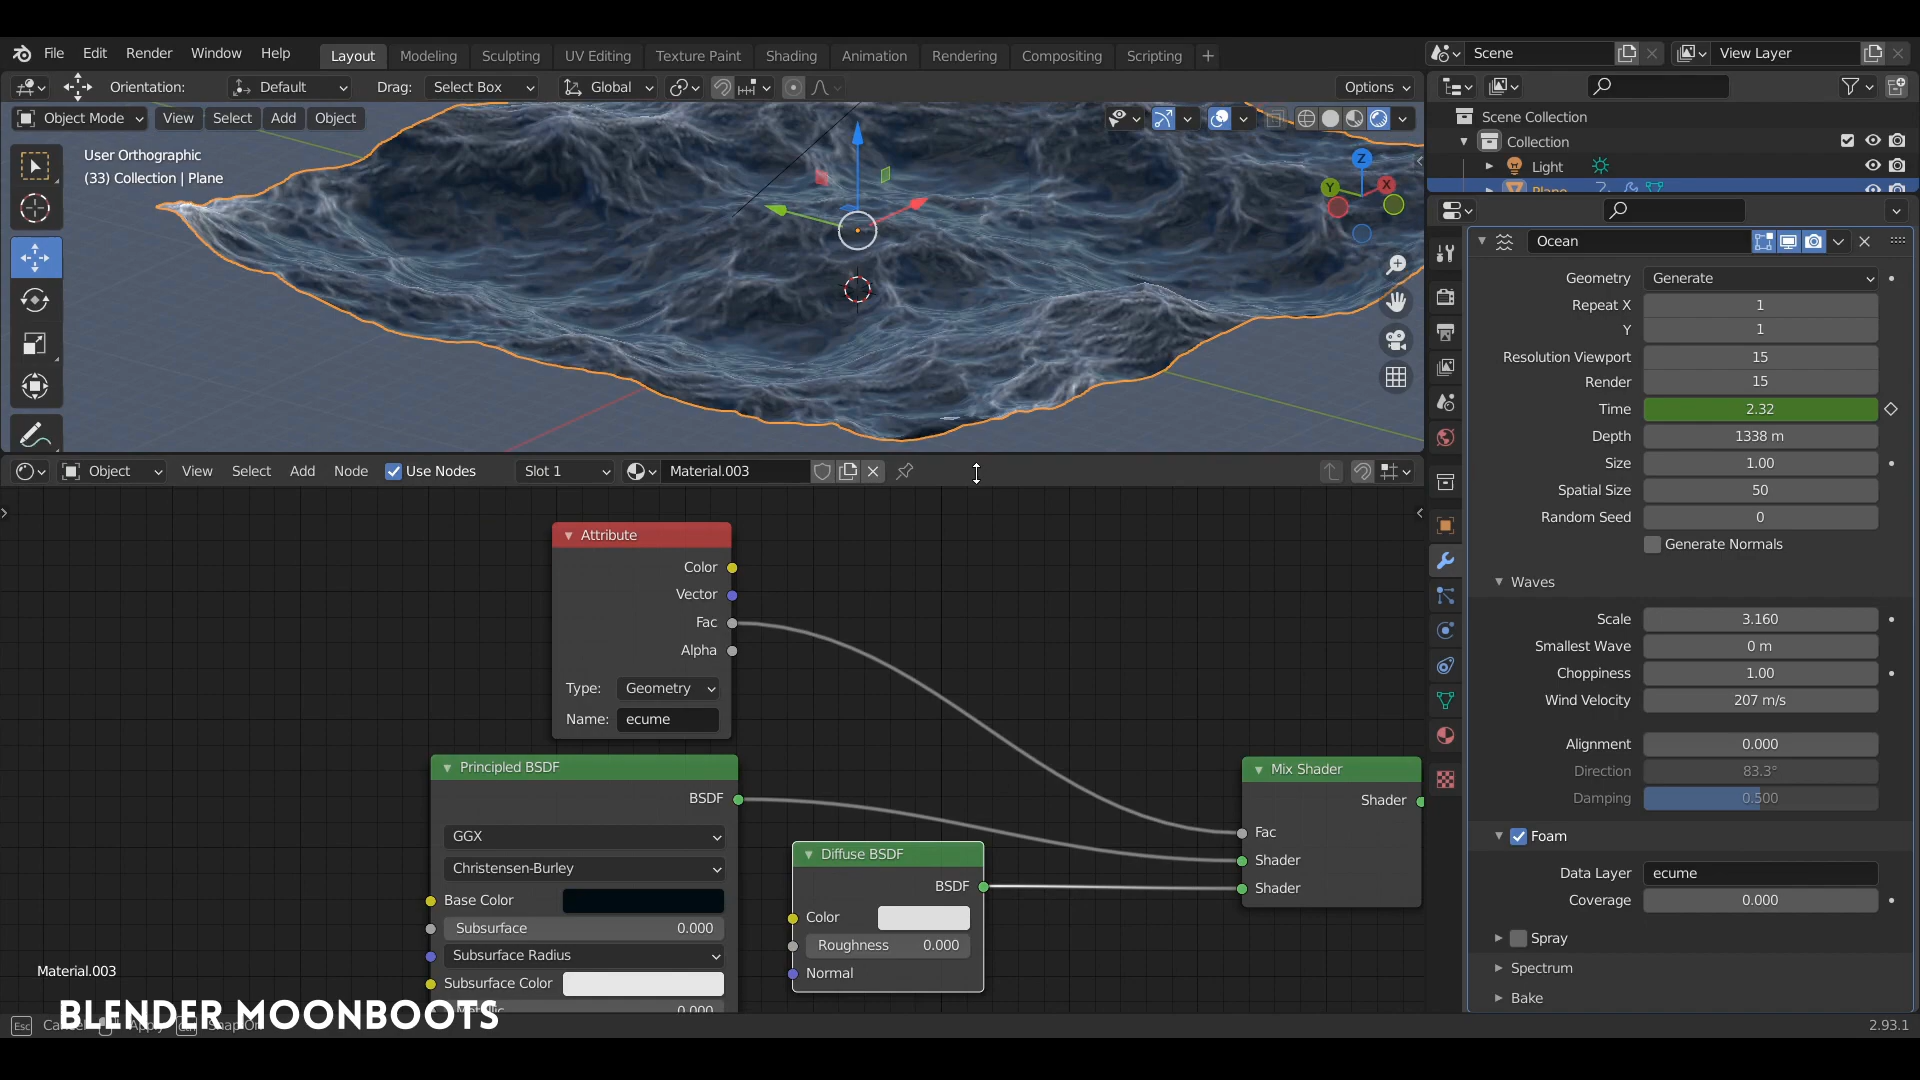 File Edit Render Window Help Layout Modeling Sculpting UV Editing Texture Paint Shading Animation Rendering Compositing Scripting + Scene View Layer
Orientation: Default Drag: Select Box Global Options
Object Mode View Select Add Object
User Orthographic
(33) Collection | Plane
Z
Y
X
Scene Collection
Collection
Light
Plane
Ocean
Geometry Generate
Repeat X 1
Y 1
Resolution Viewport 15
Render 15
Time 2.32
Depth 1338 m
Size 1.00
Spatial Size 50
Random Seed 0
Generate Normals
Waves
Scale 3.160
Smallest Wave 0 m
Choppiness 1.00
Wind Velocity 207 m/s
Alignment 0.000
Direction 83.3°
Damping 0.500
Foam
Data Layer ecume
Coverage 0.000
Spray
Spectrum
Bake
Object View Select Add Node Use Nodes Slot 1 Material.003
Attribute
Color
Vector
Fac
Alpha
Type: Geometry
Name: ecume
Principled BSDF
BSDF
GGX
Christensen-Burley
Base Color
Subsurface 0.000
Subsurface Radius
Subsurface Color
Diffuse BSDF
BSDF
Color
Roughness 0.000
Normal
Mix Shader
Shader
Fac
Shader
Shader
Material.003
BLENDER MOONBOOTS
Esc
2.93.1